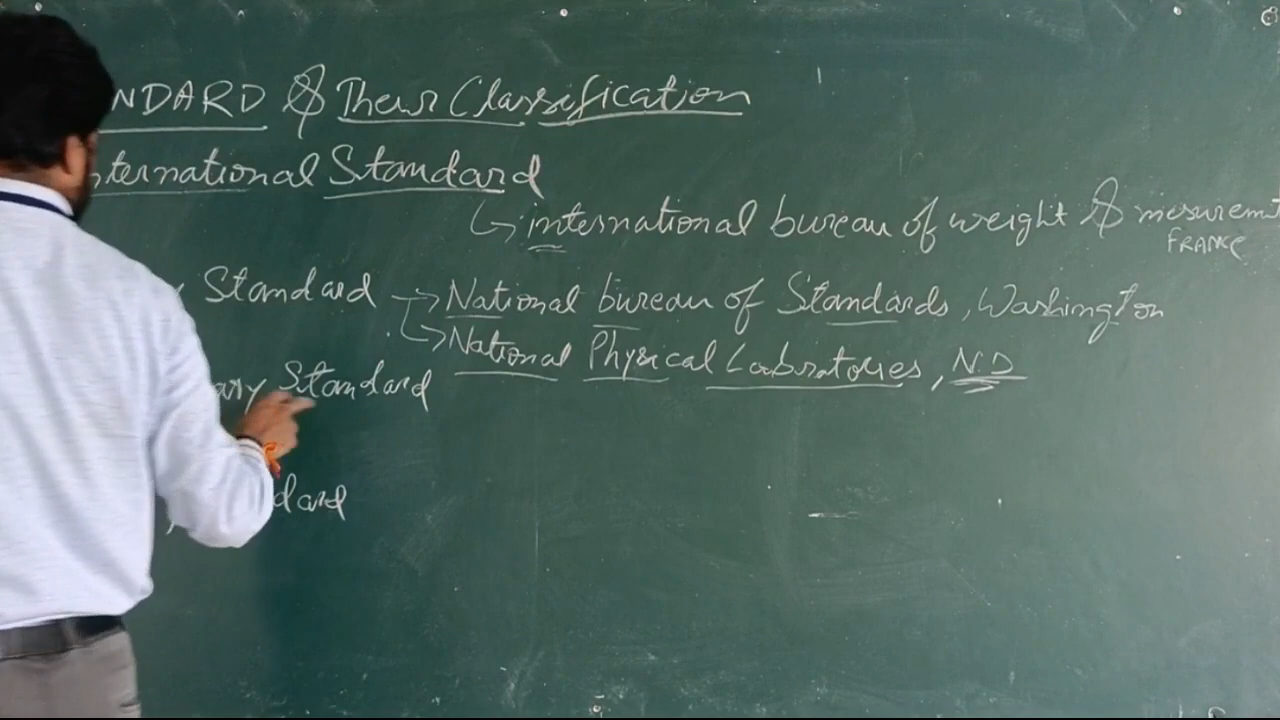 NDARD & Their Classification
nternational Standard
↳ international bureau of weight & mesurement
FRANCE
Standard → National bureau of Standards, Washington
↳ National Physical Laboratories, N.D
ary Standard
dard